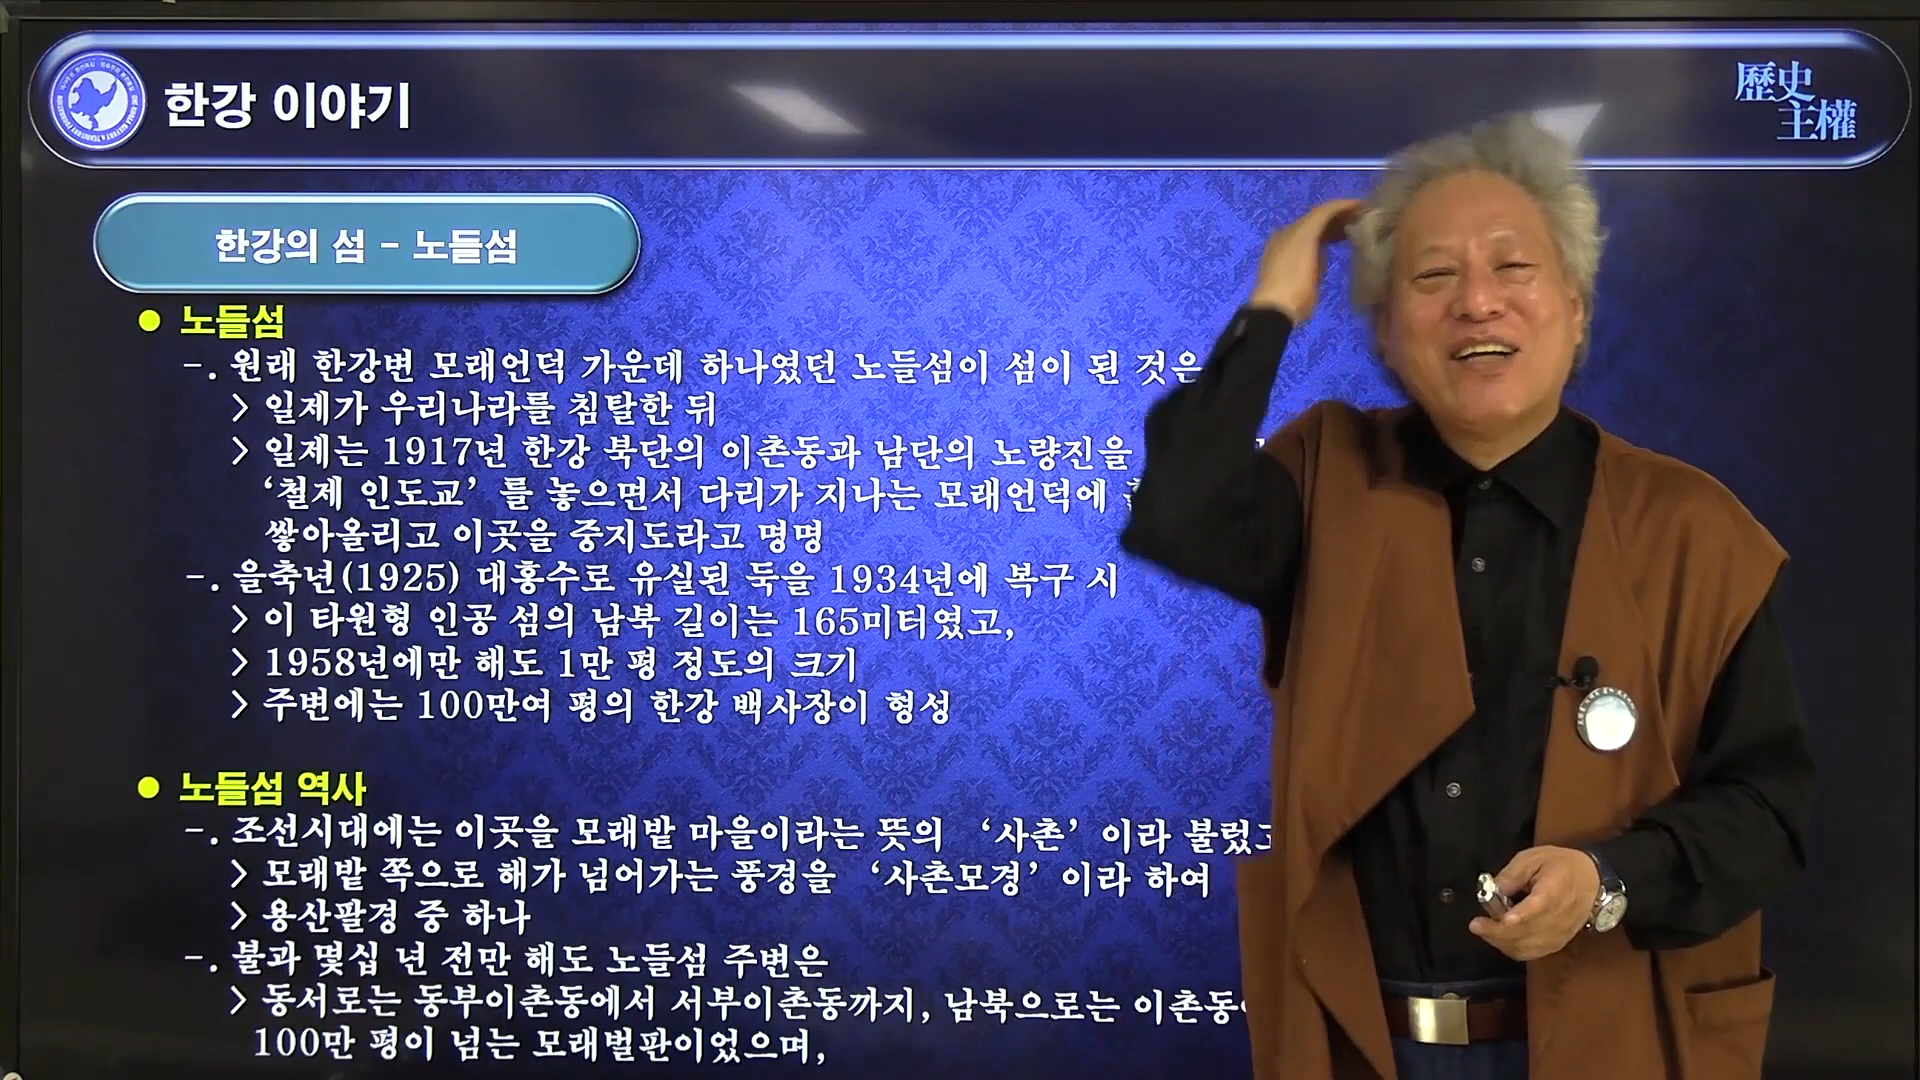 한강 이야기
歷史
主權
한강의 섬 - 노들섬
● 노들섬
-. 원래 한강변 모래언덕 가운데 하나였던 노들섬이 섬이 된 것은
> 일제가 우리나라를 침탈한 뒤
> 일제는 1917년 한강 북단의 이촌동과 남단의 노량진을
‘철제 인도교’ 를 놓으면서 다리가 지나는 모래언덕에
쌓아올리고 이곳을 중지도라고 명명
-. 을축년(1925) 대홍수로 유실된 둑을 1934년에 복구 시
> 이 타원형 인공 섬의 남북 길이는 165미터였고,
> 1958년에만 해도 1만 평 정도의 크기
> 주변에는 100만여 평의 한강 백사장이 형성
● 노들섬 역사
-. 조선시대에는 이곳을 모래밭 마을이라는 뜻의 ‘사촌’ 이라 불렀고
> 모래밭 쪽으로 해가 넘어가는 풍경을 ‘사촌모경’ 이라 하여
> 용산팔경 중 하나
-. 불과 몇십 년 전만 해도 노들섬 주변은
> 동서로는 동부이촌동에서 서부이촌동까지, 남북으로는
100만 평이 넘는 모래벌판이었으며,